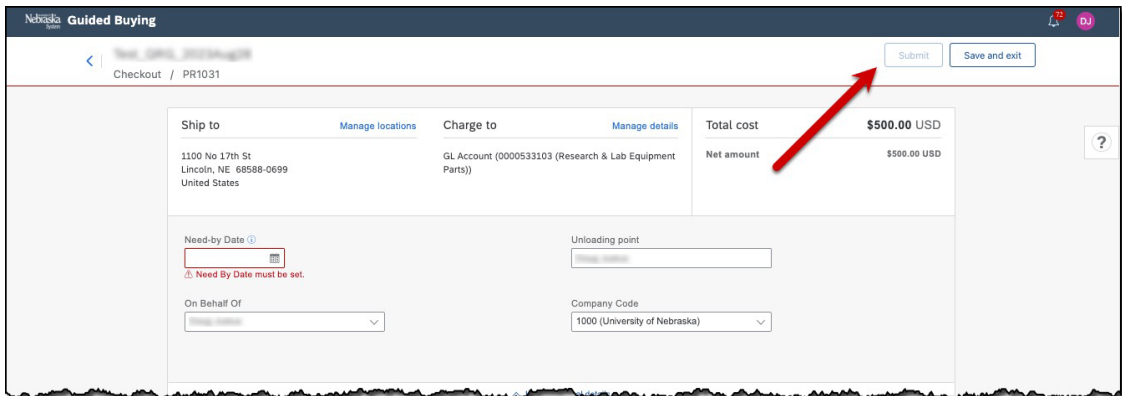 Nebraska System Guided Buying
72
DJ
Checkout / PR1031
Submit
Save and exit
Ship to
Manage locations
1100 No 17th St
Lincoln, NE 68588-0699
United States
Charge to
Manage details
GL Account (0000533103 (Research & Lab Equipment
Parts))
Total cost
$500.00 USD
Net amount
$500.00 USD
?
Need-by Date
Need By Date must be set.
Unloading point
On Behalf Of
Company Code
1000 (University of Nebraska)